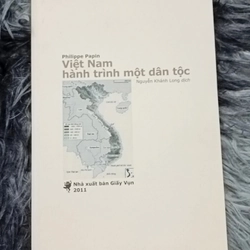 Philippe Papin
Việt Nam
hành trình một dân tộc
Nguyễn Khánh Long dịch
Nhà xuất bản Giấy Vụn
2011